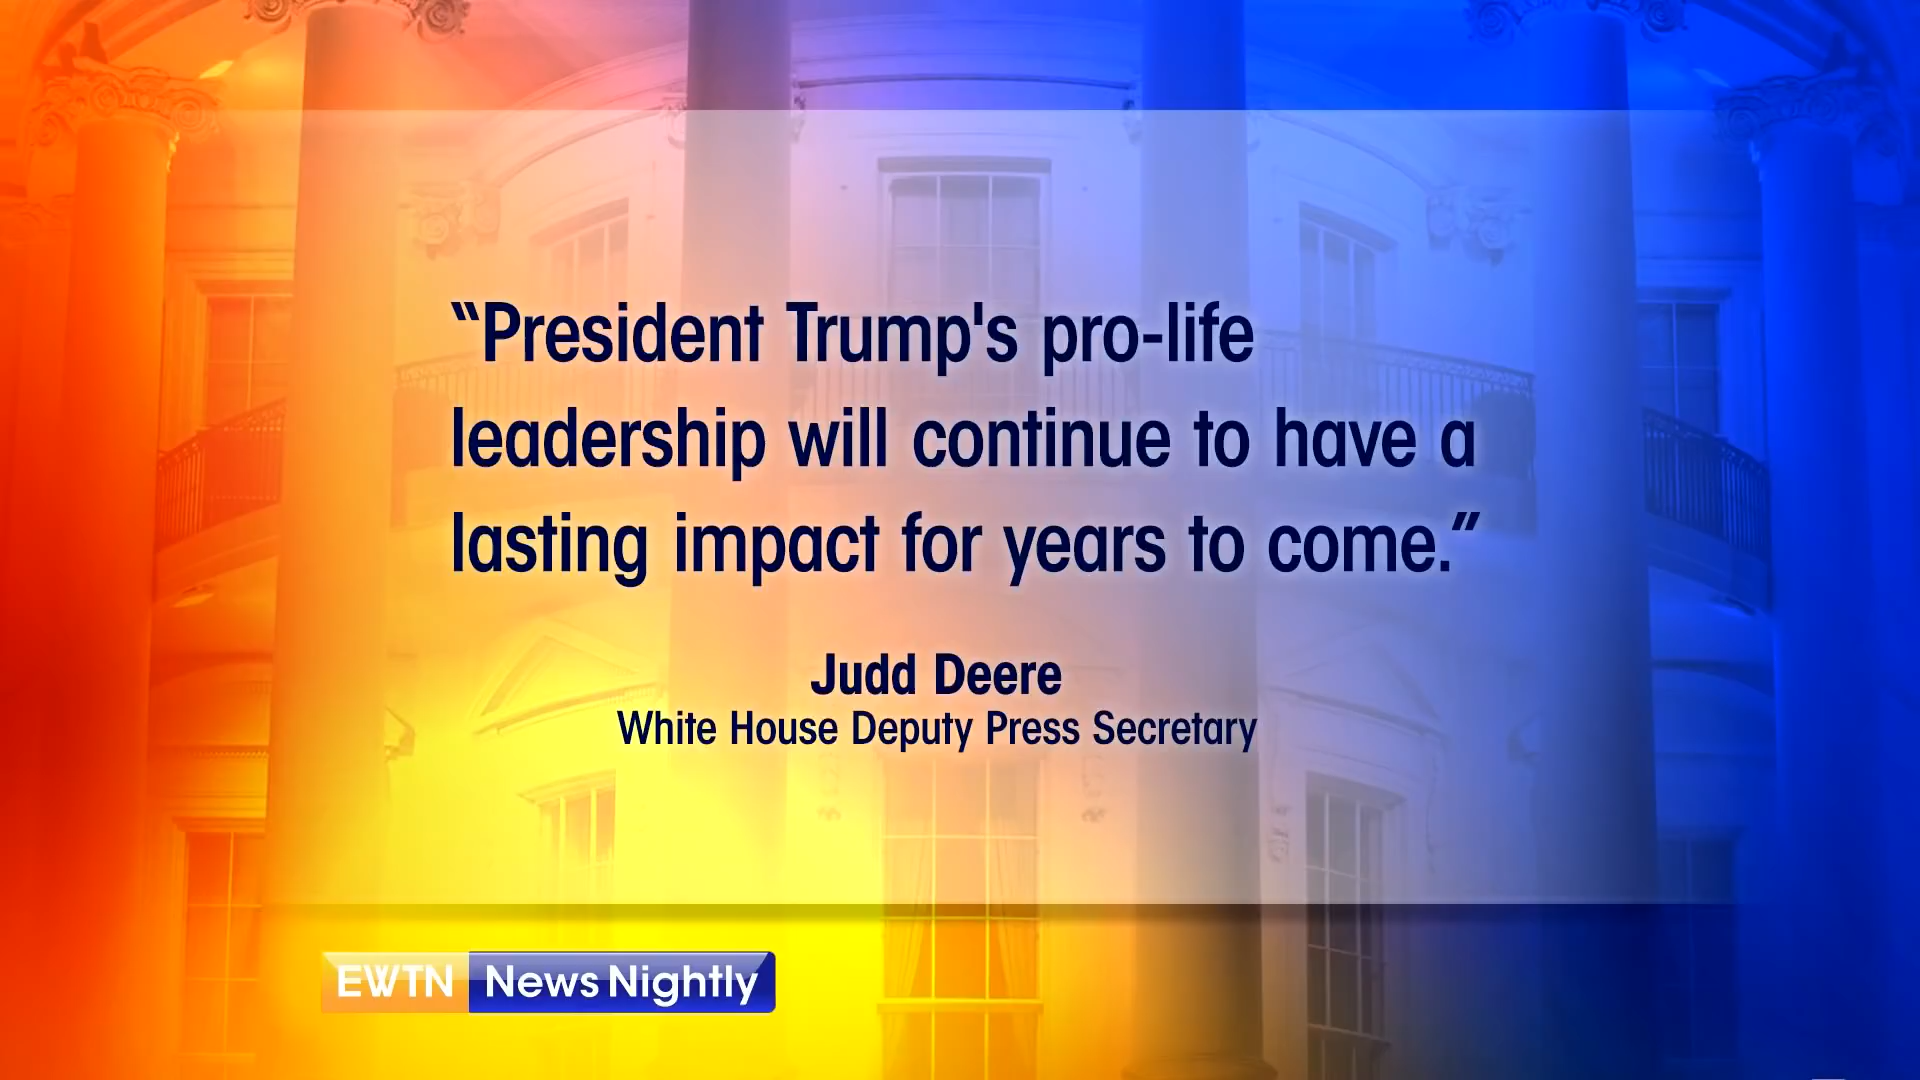 “President Trump's pro-life
leadership will continue to have a
lasting impact for years to come.”
Judd Deere
White House Deputy Press Secretary
EWTN News Nightly